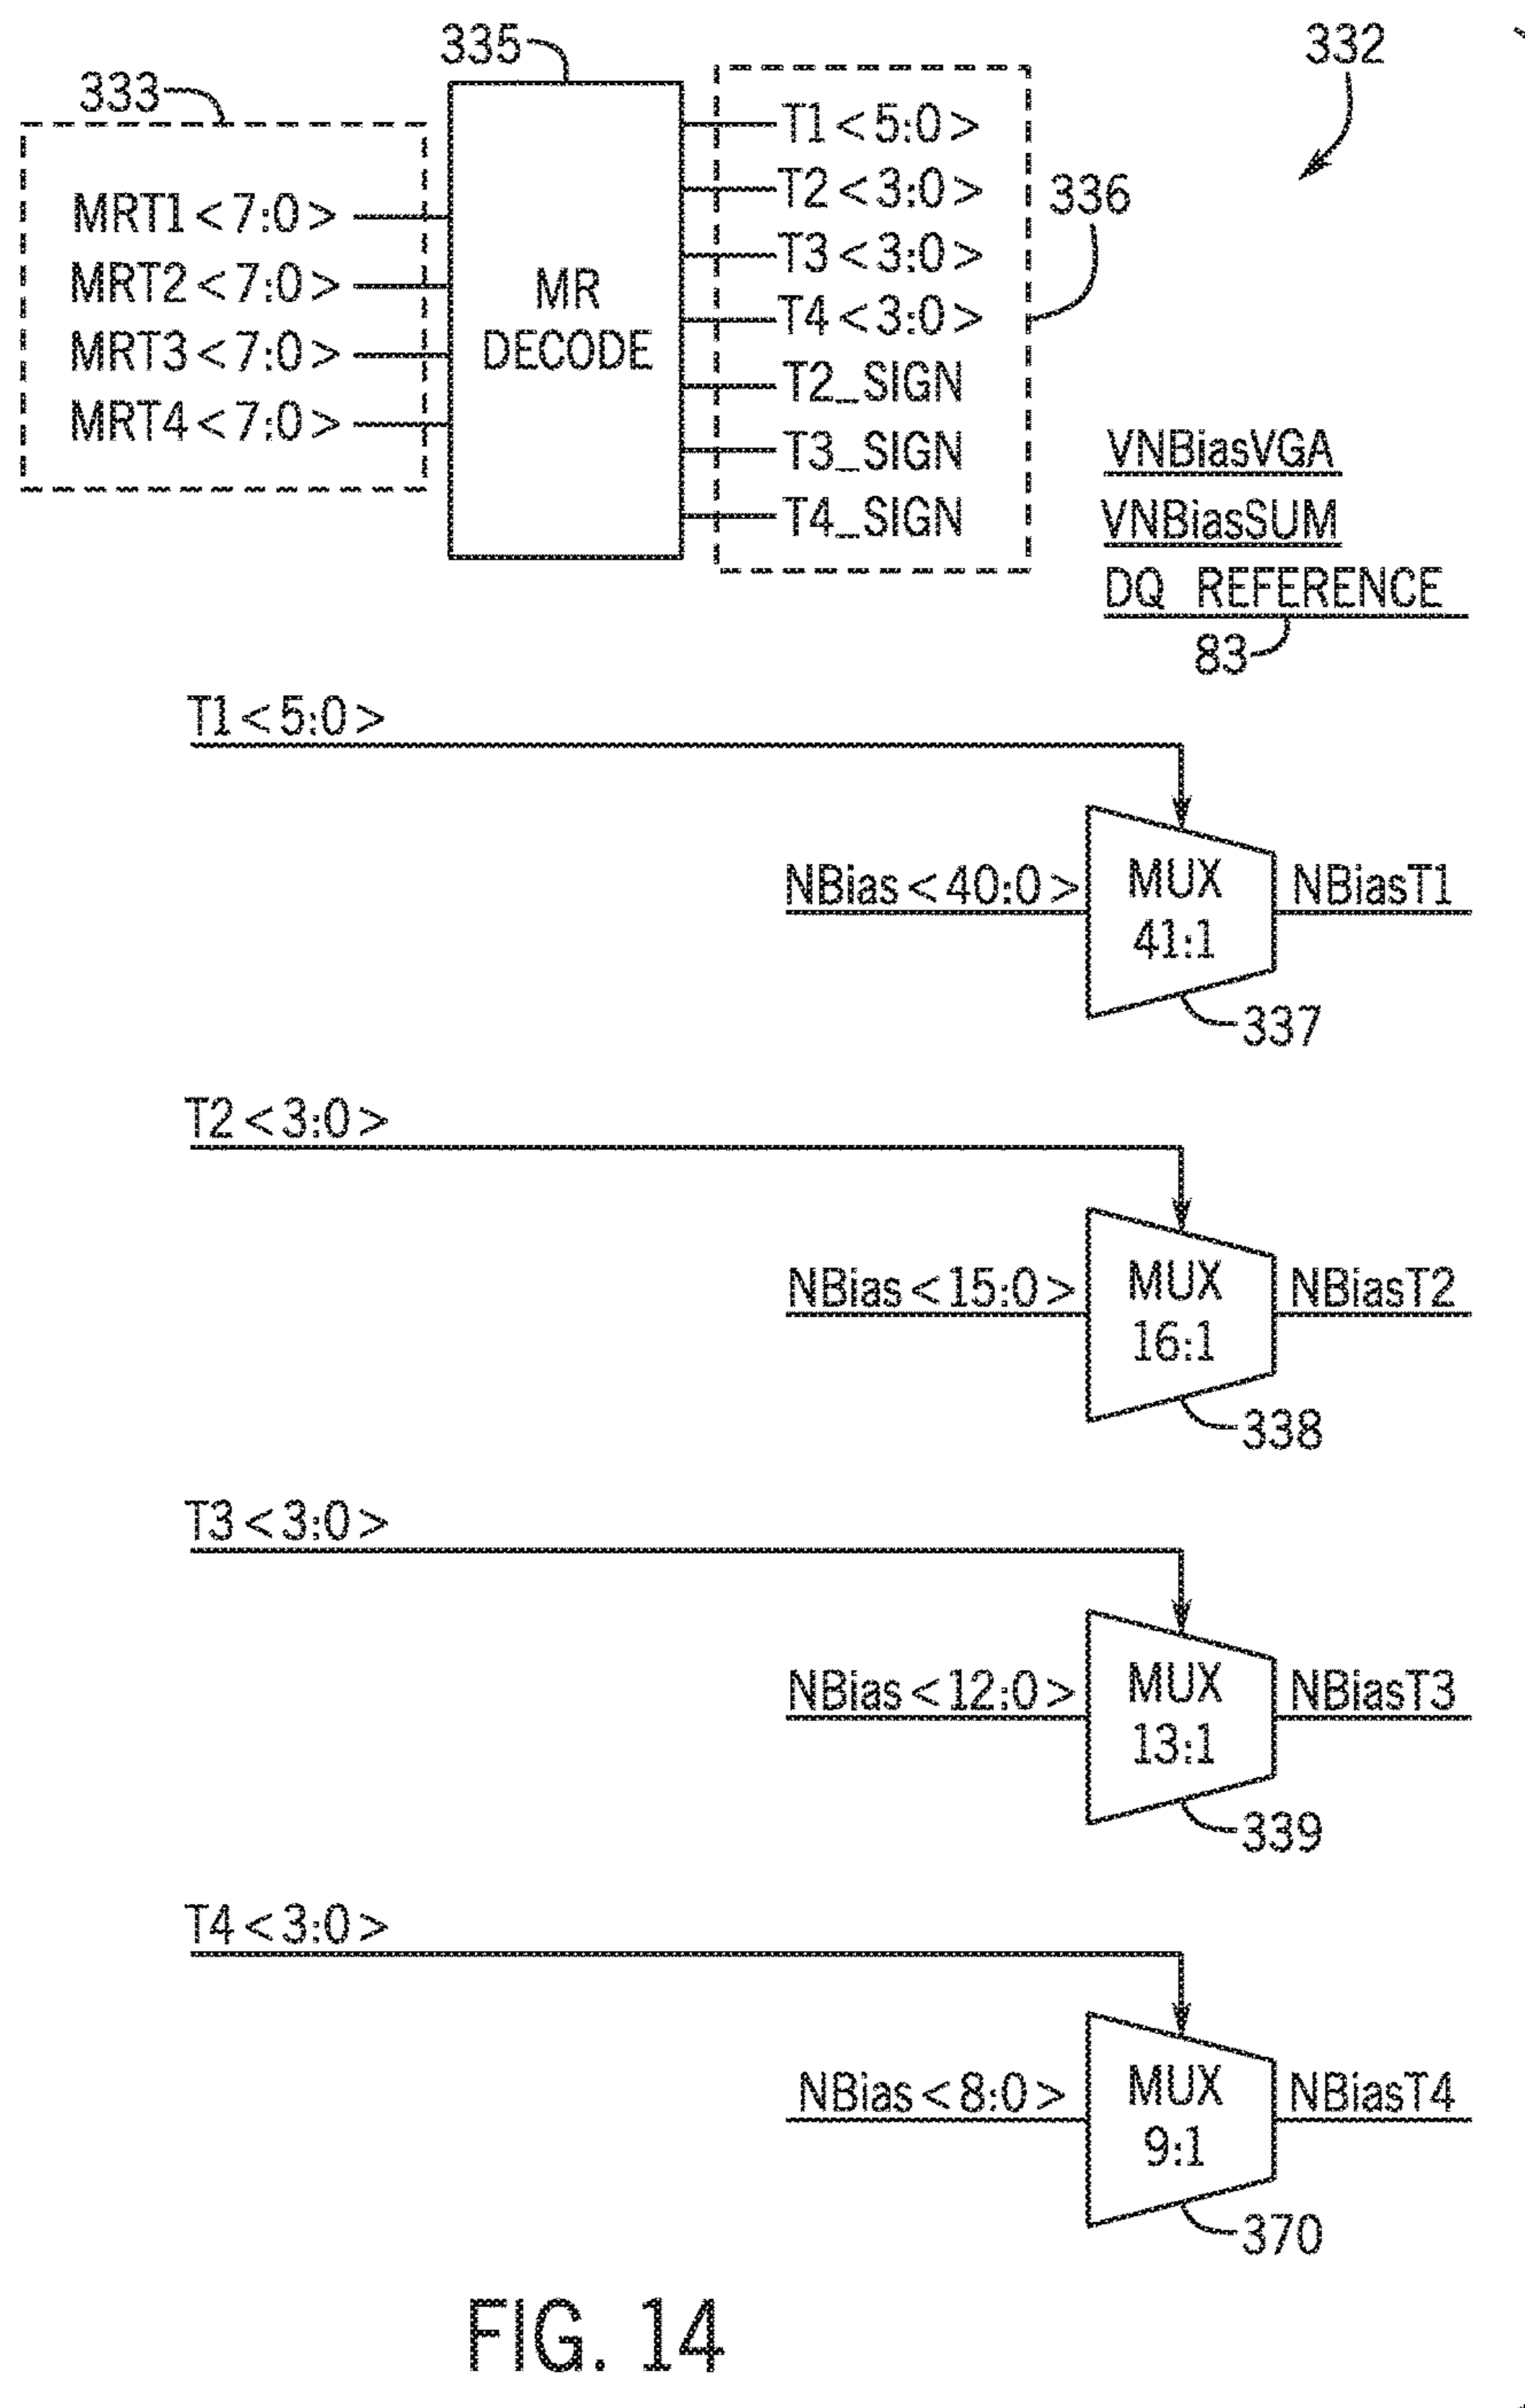 335
332
333
T1<5:0>
T2<3:0>
336
MRT1<7:0>
T3<3:0>
MRT2<7:0>
MR
DECODE
T4<3:0>
MRT3<7:0>
T2_SIGN
MRT4<7:0>
T3_SIGN
VNBiasVGA
T4_SIGN
VNBiasSUM
DQ REFERENCE
83
T1<5:0>
NBias<40:0>
MUX
41:1
NBiasT1
337
T2<3:0>
NBias<15:0>
MUX
16:1
NBiasT2
338
T3<3:0>
NBias<12:0>
MUX
13:1
NBiasT3
339
T4<3:0>
NBias<8:0>
MUX
9:1
NBiasT4
370
FIG. 14